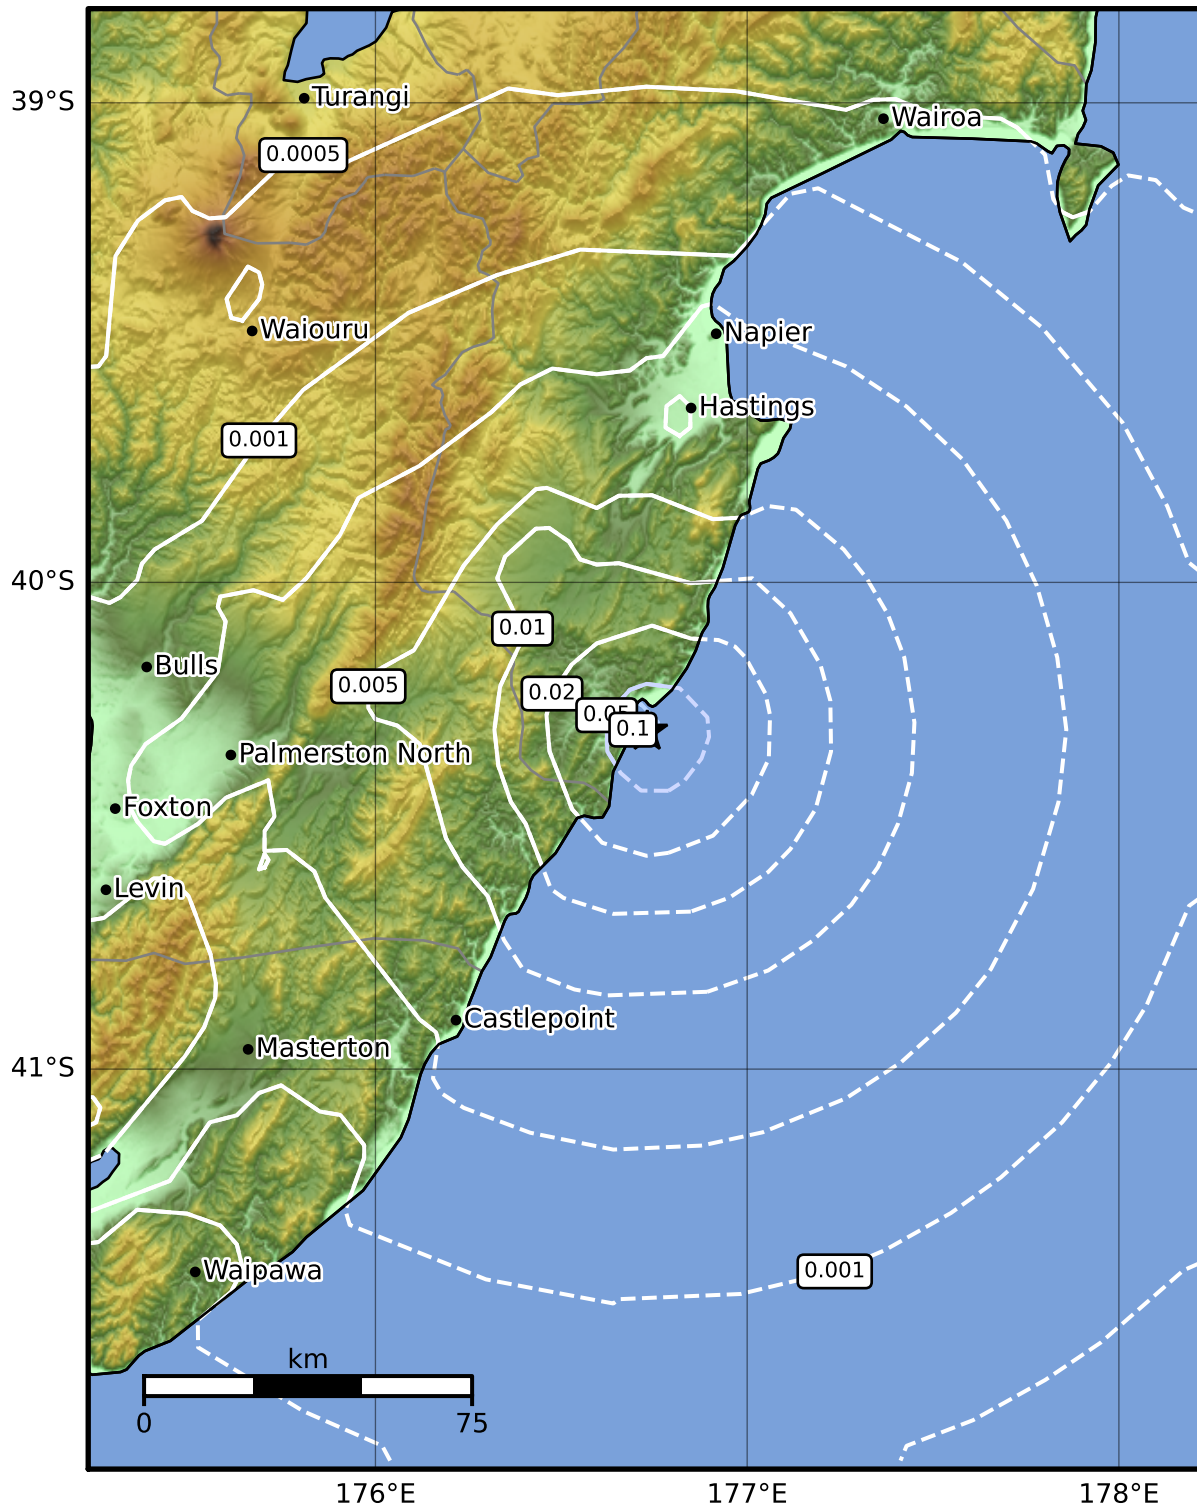 39°S
Turangi
Wairoa
0.0005
Waiouru
Napier
Hastings
0.001
40°S
0.01
Bulls
0.005
0.02
0.1
Palmerston North
Foxton
Levin
Castlepoint
Masterton
41°S
Waipawa
0.001
km
0
75
176°E
177°E
178°E